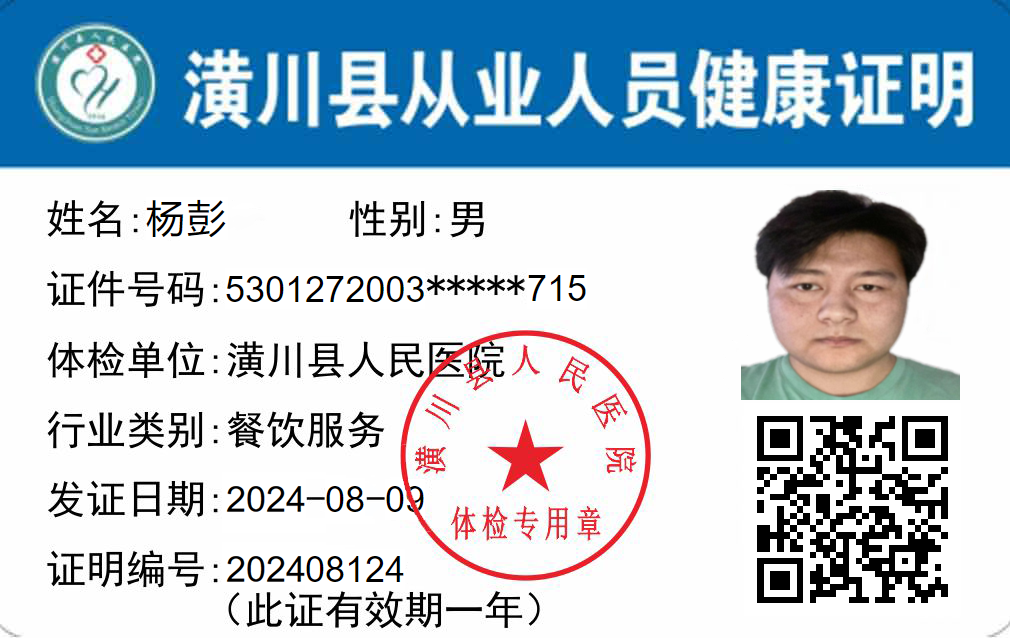 潢川县从业人员健康证明
姓名:杨彭 性别:男
证件号码:5301272003*****715
体检单位:潢川县人民医院
行业类别:餐饮服务
发证日期:2024-08-09
证明编号:202408124
(此证有效期一年)
潢川县人民医院
体检专用章